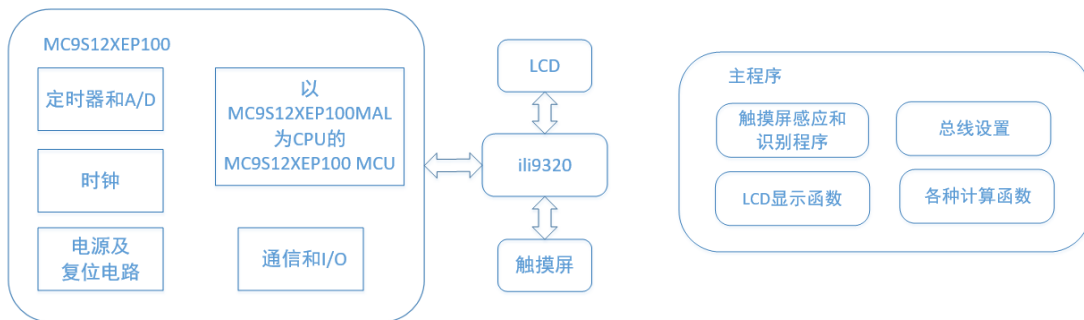 MC9S12XEP100
定时器和A/D
时钟
电源及
复位电路
以
MC9S12XEP100MAL
为CPU的
MC9S12XEP100 MCU
通信和I/O
LCD
ili9320
触摸屏
主程序
触摸屏感应和
识别程序
总线设置
LCD显示函数
各种计算函数